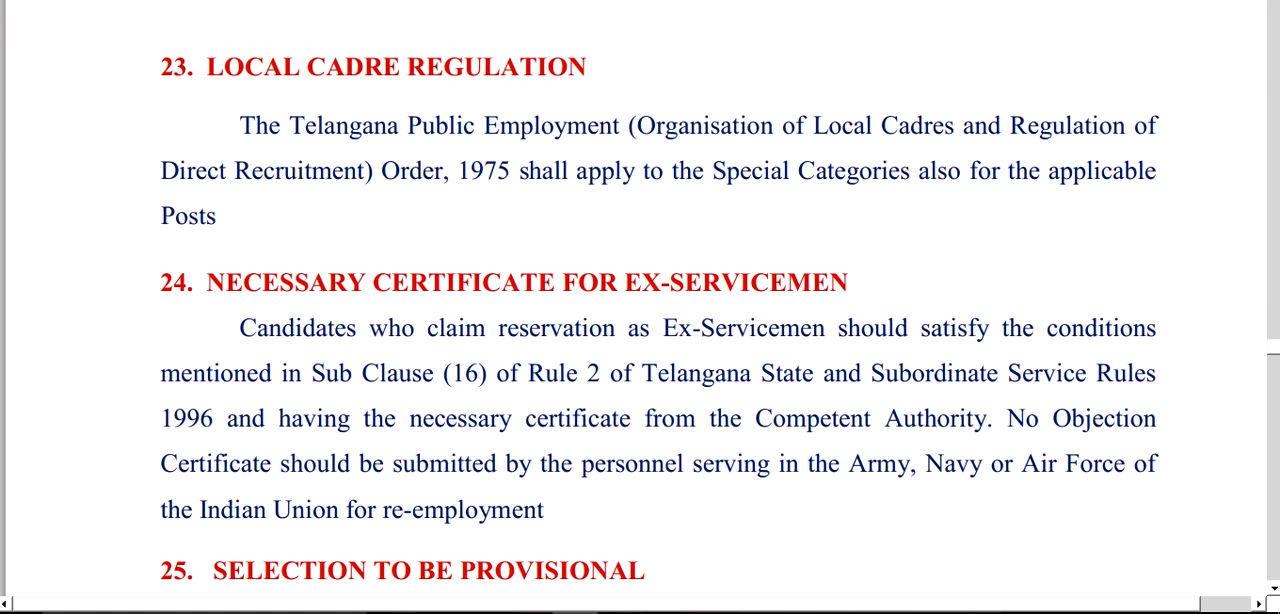 23. LOCAL CADRE REGULATION
The Telangana Public Employment (Organisation of Local Cadres and Regulation of
Direct Recruitment) Order, 1975 shall apply to the Special Categories also for the applicable
Posts
24. NECESSARY CERTIFICATE FOR EX-SERVICEMEN
Candidates who claim reservation as Ex-Servicemen should satisfy the conditions
mentioned in Sub Clause (16) of Rule 2 of Telangana State and Subordinate Service Rules
1996 and having the necessary certificate from the Competent Authority. No Objection
Certificate should be submitted by the personnel serving in the Army, Navy or Air Force of
the Indian Union for re-employment
25. SELECTION TO BE PROVISIONAL